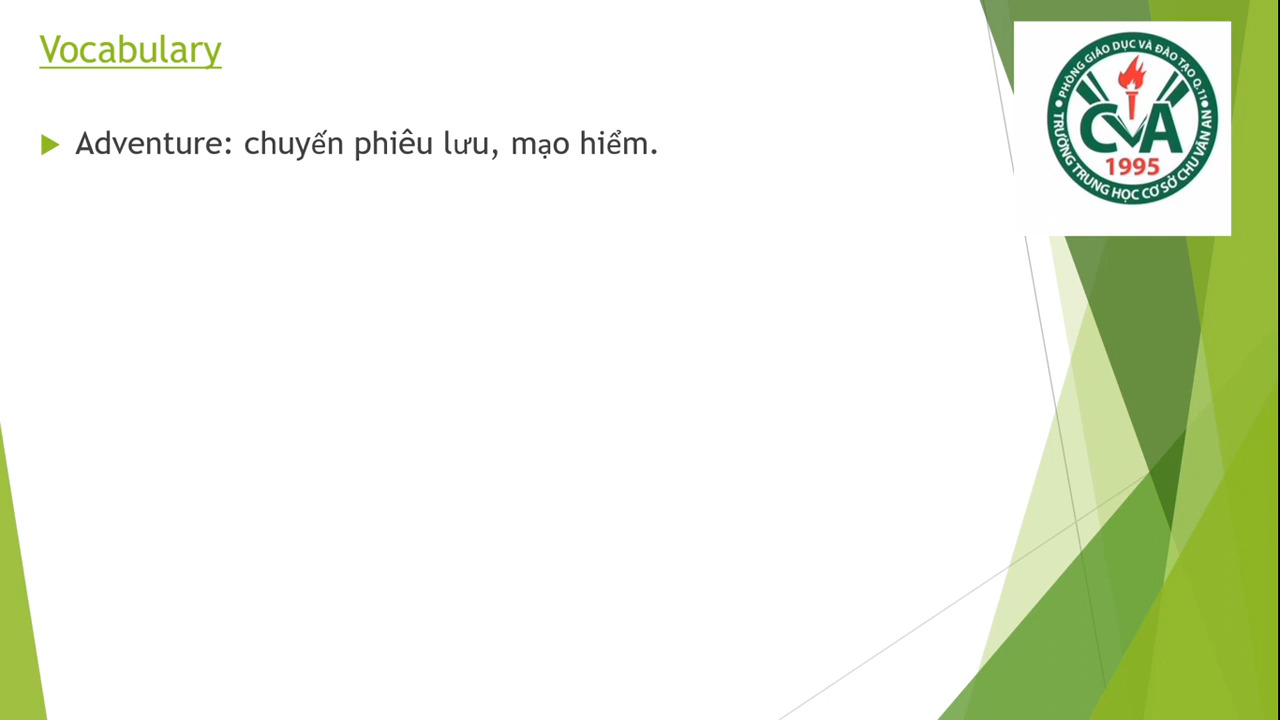 Vocabulary
Adventure: chuyến phiêu lưu, mạo hiểm.
PHÒNG GIÁO DỤC VÀ ĐÀO TẠO Q.11
CVA
1995
TRƯỜNG TRUNG HỌC CƠ SỞ CHU VĂN AN